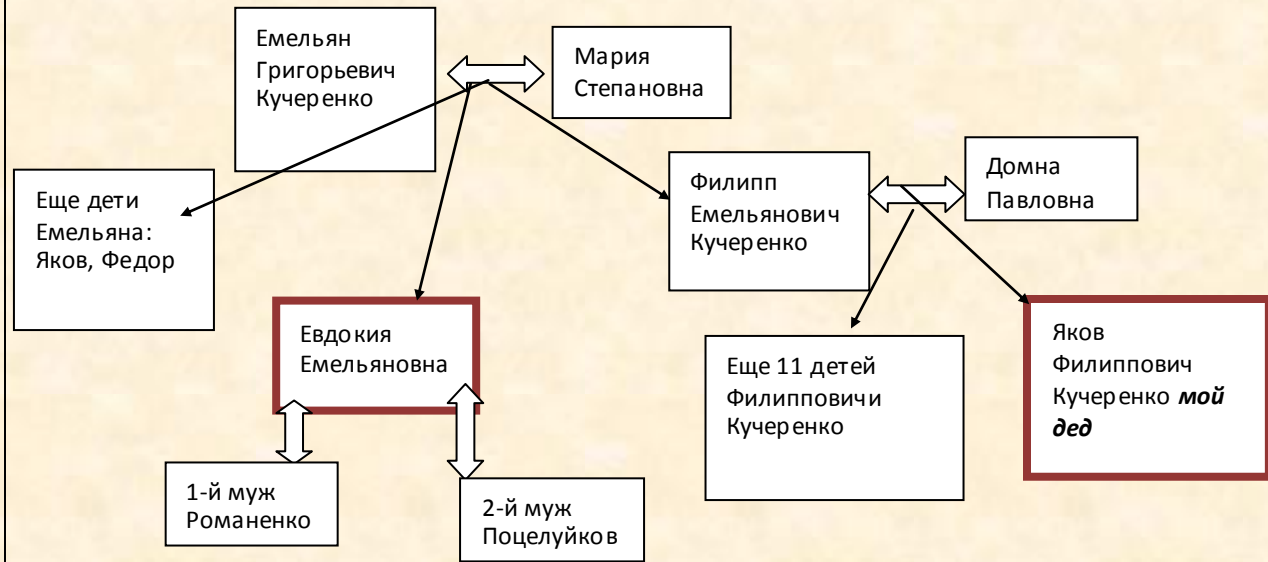 Емельян
Григорьевич
Кучеренко
Мария
Степановна
Еще дети
Емельяна:
Яков, Федор
Филипп
Емельянович
Кучеренко
Домна
Павловна
Евдокия
Емельяновна
Еще 11 детей
Филипповичи
Кучеренко
Яков
Филиппович
Кучеренко мой
дед
1-й муж
Романенко
2-й муж
Поцелуйков